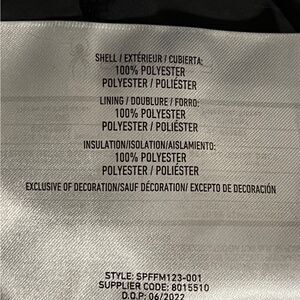 SHELL / EXTÉRIEUR / CUBIERTA:
100% POLYESTER
POLYESTER / POLIÉSTER
LINING / DOUBLURE / FORRO:
100% POLYESTER
POLYESTER / POLIÉSTER
INSULATION/ISOLATION/AISLAMIENTO:
100% POLYESTER
POLYESTER / POLIÉSTER
EXCLUSIVE OF DECORATION/SAUF DÉCORATION/ EXCEPTO DE DECORACIÓN
STYLE: SPFFM123-001
SUPPLIER CODE: 8015510
D.O.P: 06/2022